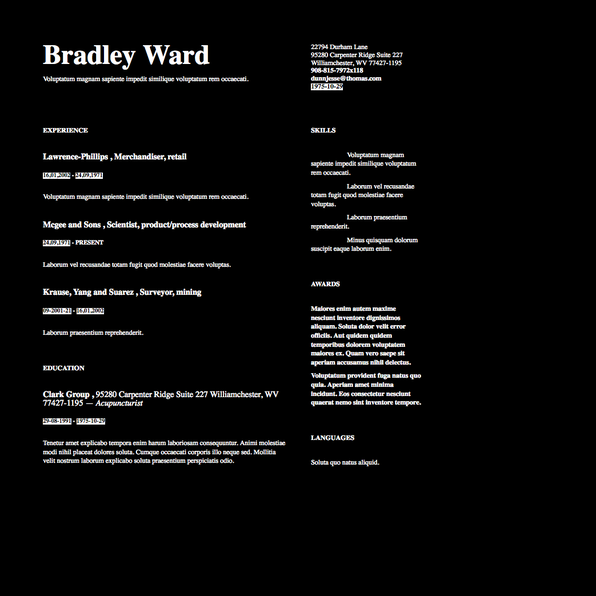 Bradley Ward
Voluptatum magnam sapiente impedit similique voluptatum rem occaecati.
22794 Durham Lane
95280 Carpenter Ridge Suite 227
Williamchester, WV 77427-1195
908-815-7972x118
dunnjesse@thomas.com
1975-10-29
EXPERIENCE
Lawrence-Phillips , Merchandiser, retail
16.01.2002 - 24.09.1971
Voluptatum magnam sapiente impedit similique voluptatum rem occaecati.
Mcgee and Sons , Scientist, product/process development
24.09.1971 - PRESENT
Laborum vel recusandae totam fugit quod molestiae facere voluptas.
Krause, Yang and Suarez , Surveyor, mining
09-2001-21 - 16.01.2002
Laborum praesentium reprehenderit.
EDUCATION
Clark Group , 95280 Carpenter Ridge Suite 227 Williamchester, WV
77427-1195 — Acupuncturist
29-08-1991 - 1975-10-29
Tenetur amet explicabo tempora enim harum laboriosam consequuntur. Animi molestiae
modi nihil placeat dolores soluta. Cumque occaecati corporis illo neque sed. Mollitia
velit nostrum laborum explicabo soluta praesentium perspiciatis odio.
SKILLS
Voluptatum magnam
sapiente impedit similique voluptatum
rem occaecati.
Laborum vel recusandae
totam fugit quod molestiae facere
voluptas.
Laborum praesentium
reprehenderit.
Minus quisquam dolorum
suscipit eaque laborum enim.
AWARDS
Maiores enim autem maxime
nesciunt inventore dignissimos
aliquam. Soluta dolor velit error
officiis. Aut quidem quidem
temporibus dolorem voluptatem
maiores ex. Quam vero saepe sit
aperiam accusamus nihil delectus.
Voluptatum provident fuga natus quo
quia. Aperiam amet minima
incidunt. Eos consectetur nesciunt
quaerat nemo sint inventore tempore.
LANGUAGES
Soluta quo natus aliquid.